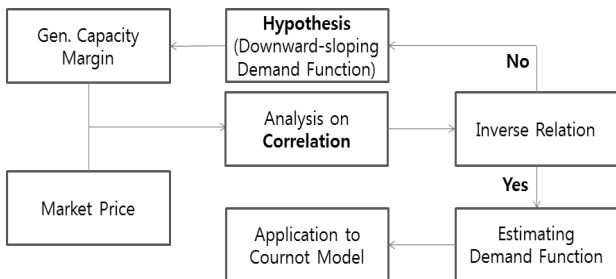 Gen. Capacity
Margin
Hypothesis
(Downward-sloping
Demand Function)
No
Analysis on
Correlation
Inverse Relation
Yes
Market Price
Application to
Cournot Model
Estimating
Demand Function